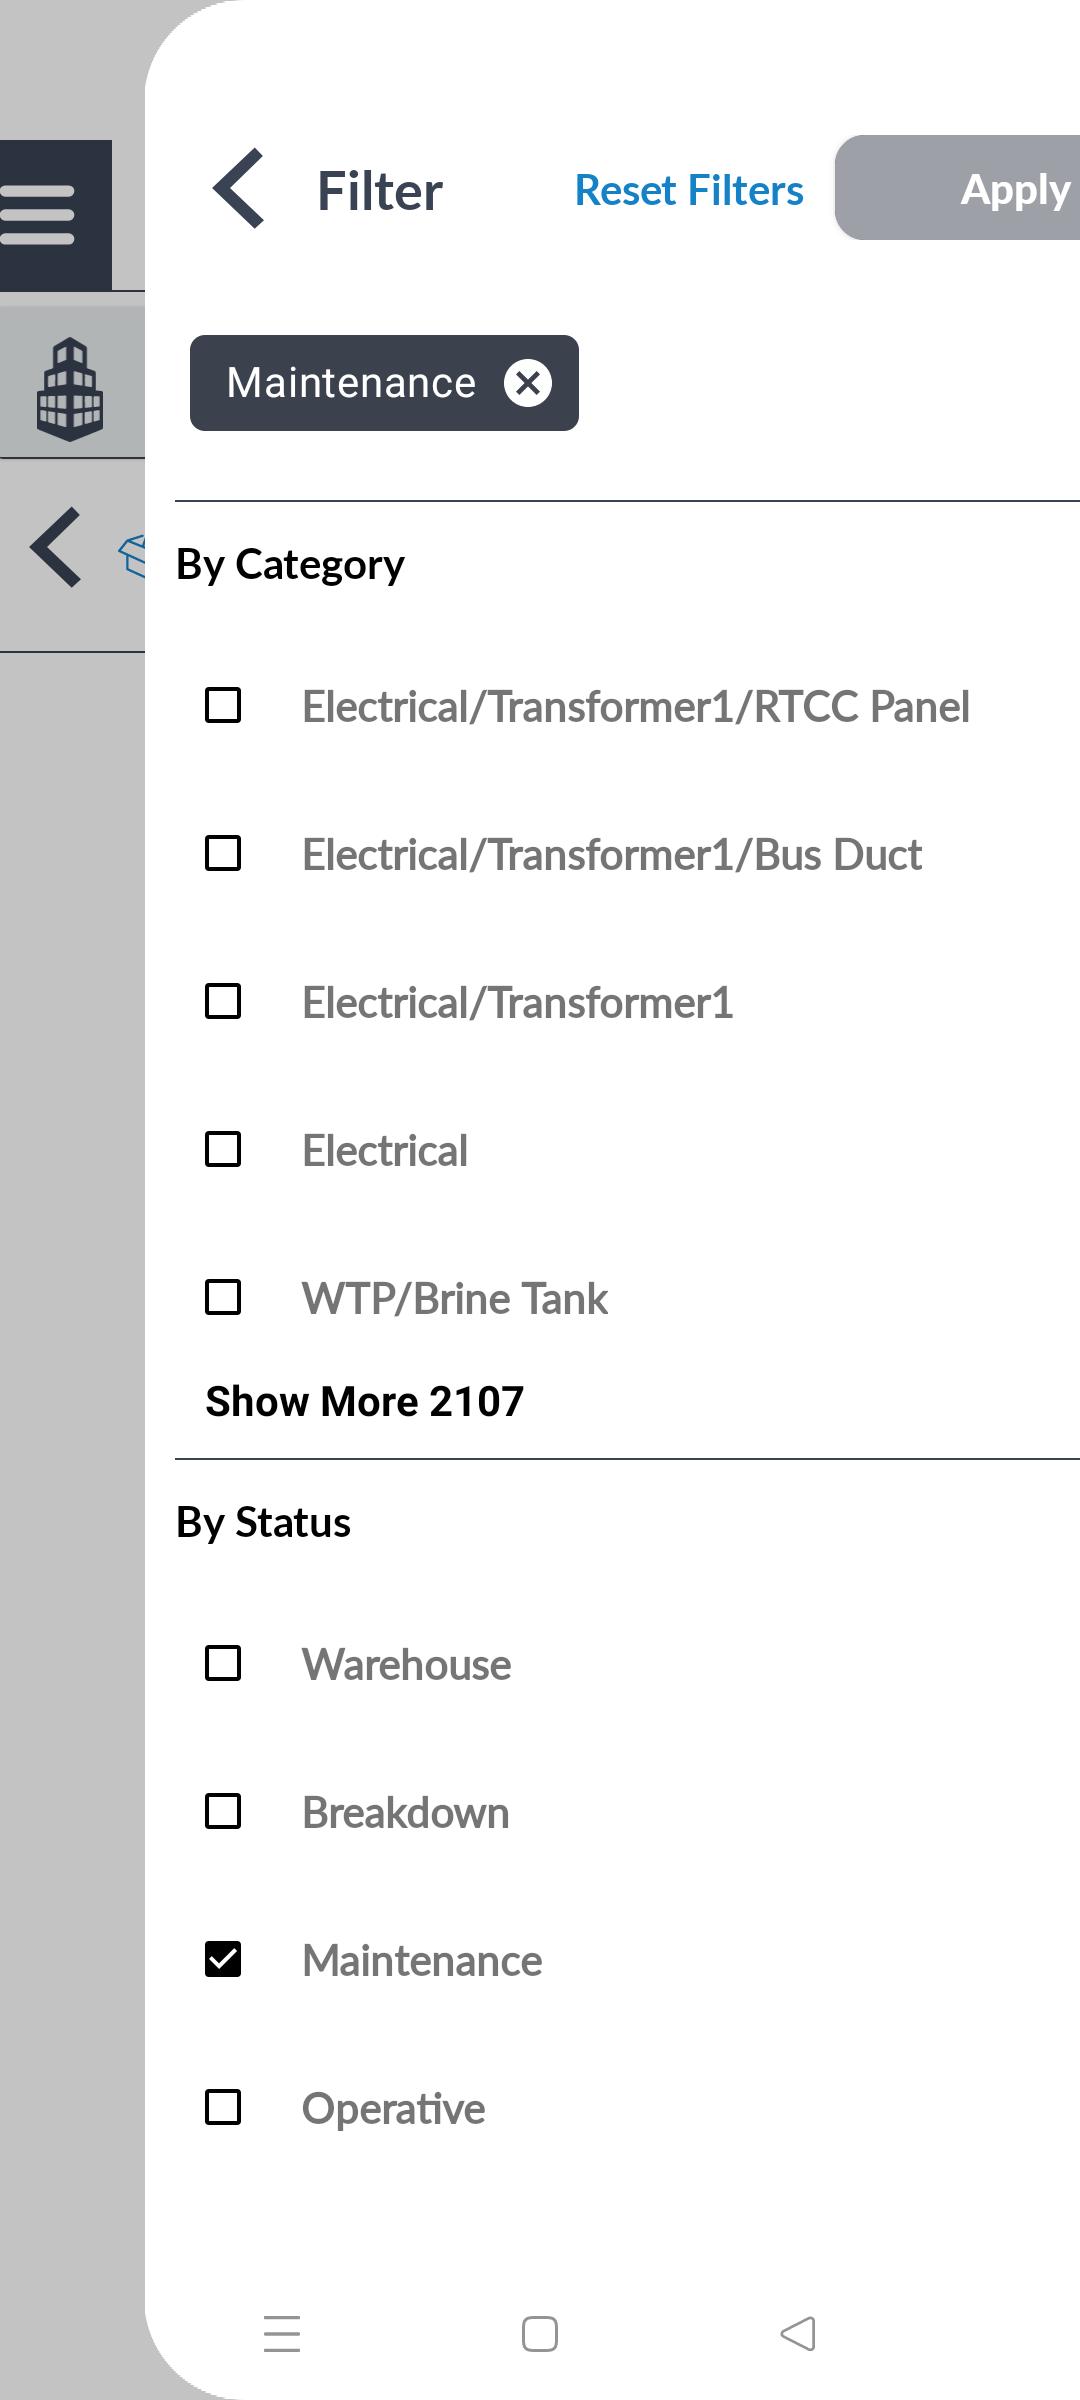 Filter
Reset Filters
Apply
Maintenance
By Category
Electrical/Transformer1/RTCC Panel
Electrical/Transformer1/Bus Duct
Electrical/Transformer1
Electrical
WTP/Brine Tank
Show More 2107
By Status
Warehouse
Breakdown
Maintenance
Operative